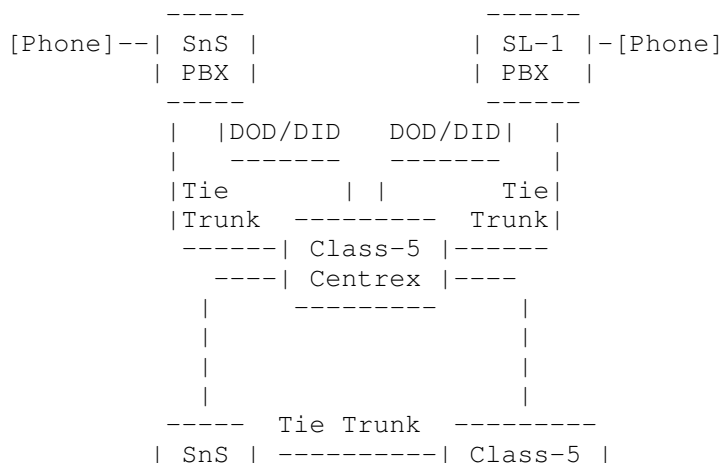 -----                      ------
[Phone]--| SnS |                    | SL-1 |-[Phone]
| PBX |                    | PBX  |
-----                      ------
|  |DOD/DID   DOD/DID|  |
|   -------   -------   |
|Tie       | |       Tie|
|Trunk  ---------  Trunk|
------| Class-5 |------
----| Centrex |----
|     ---------     |
|                   |
|                   |
|                   |
-----  Tie Trunk  ---------
| SnS | ----------| Class-5 |